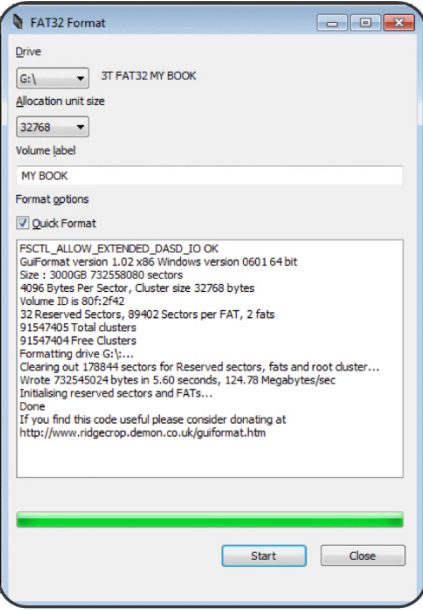 FAT32 Format
Drive
G:\ 3T FAT32 MY BOOK
Allocation unit size
32768
Volume label
MY BOOK
Format options
Quick Format
FSCTL_ALLOW_EXTENDED_DASD_IO OK
GuiFormat version 1.02 x86 Windows version 0601 64 bit
Size : 3000GB 732558080 sectors
4096 Bytes Per Sector, Cluster size 32768 bytes
Volume ID is 80f:2f42
32 Reserved Sectors, 89402 Sectors per FAT, 2 fats
91547405 Total clusters
91547404 Free Clusters
Formatting drive G:\:...
Clearing out 178844 sectors for Reserved sectors, fats and root cluster...
Wrote 732545024 bytes in 5.60 seconds, 124.78 Megabytes/sec
Initialising reserved sectors and FATs...
Done
If you find this code useful please consider donating at
http://www.ridgecrop.demon.co.uk/guiformat.htm
Start Close